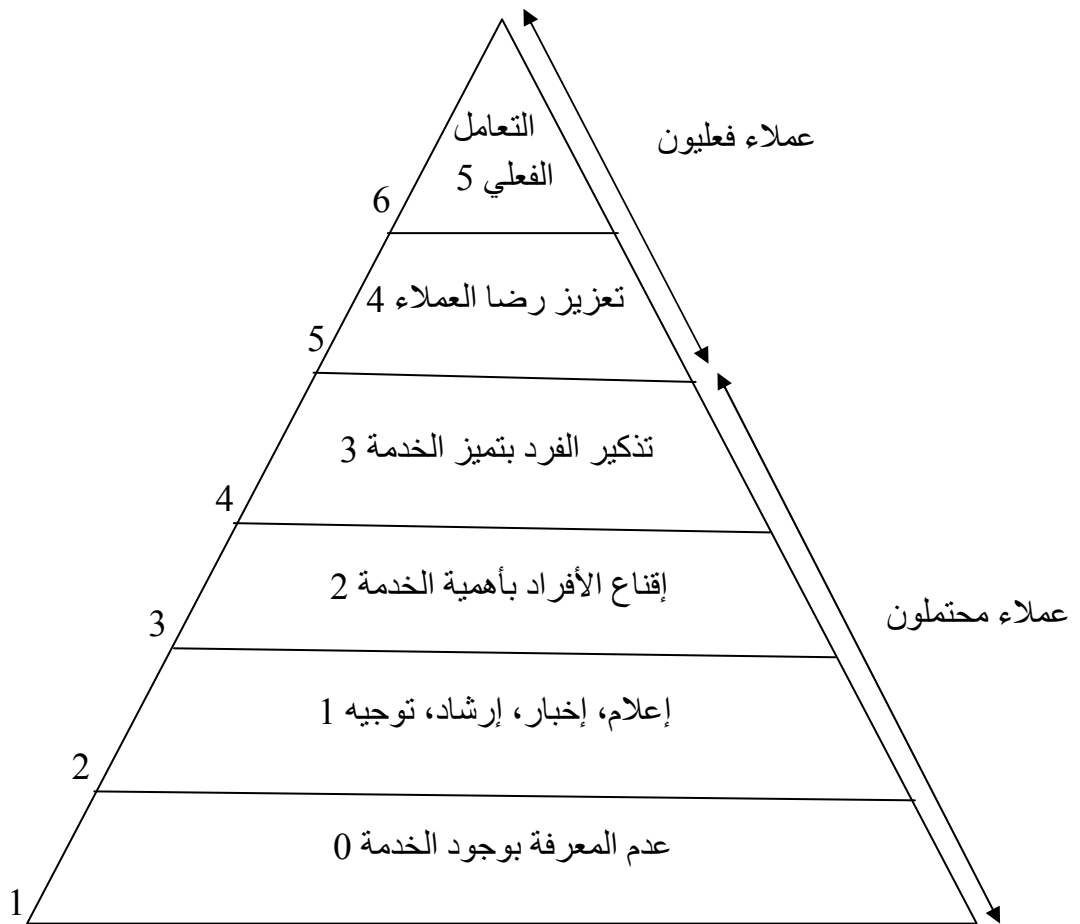 التعامل
الفعلي 5
عملاء فعليون
6
تعزيز رضا العملاء 4
5
تذكير الفرد بتميز الخدمة 3
4
إقناع الأفراد بأهمية الخدمة 2
عملاء محتملون
3
إعلام، إخبار، إرشاد، توجيه 1
2
عدم المعرفة بوجود الخدمة 0
1